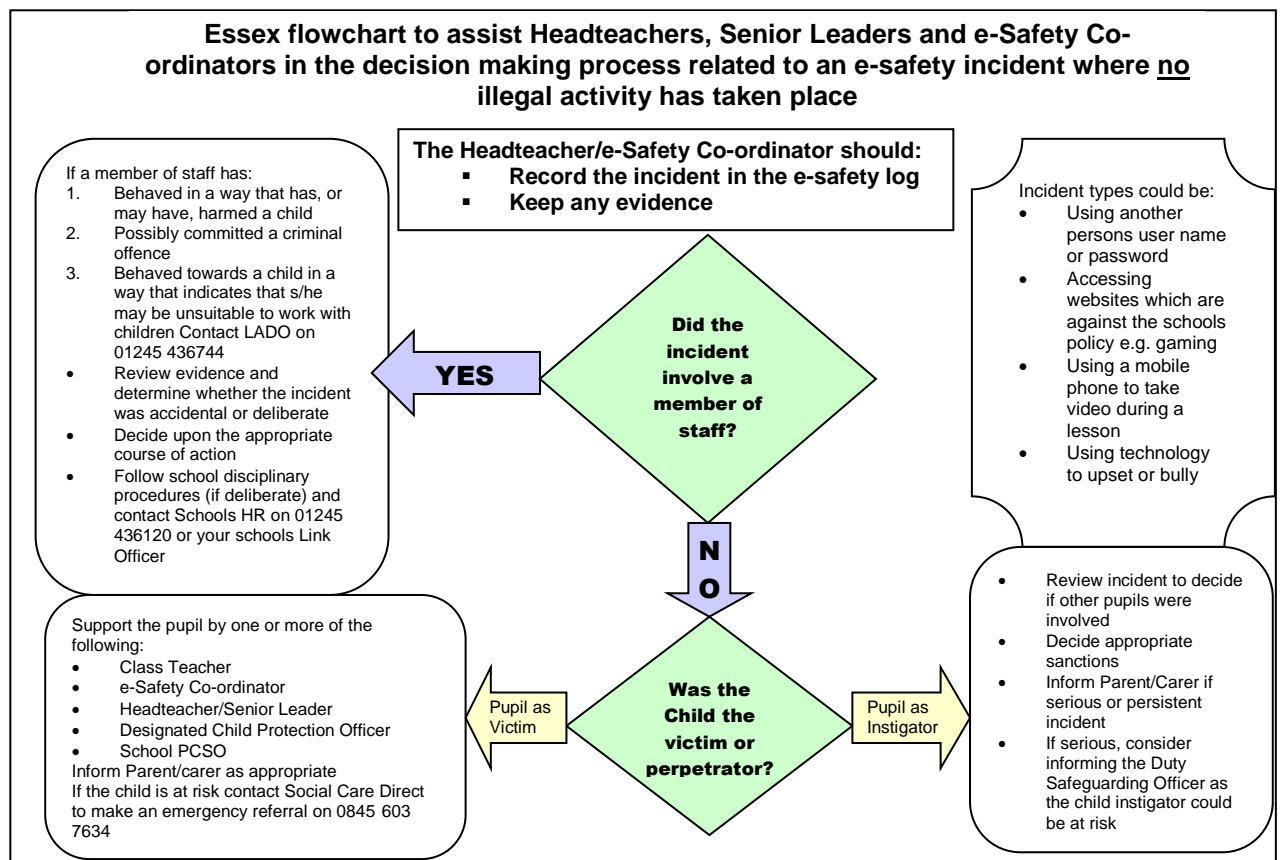 Essex flowchart to assist Headteachers, Senior Leaders and e-Safety Co-
ordinators in the decision making process related to an e-safety incident where no
illegal activity has taken place
The Headteacher/e-Safety Co-ordinator should:
▪ Record the incident in the e-safety log
▪ Keep any evidence
If a member of staff has:
1. Behaved in a way that has, or
may have, harmed a child
2. Possibly committed a criminal
offence
3. Behaved towards a child in a
way that indicates that s/he
may be unsuitable to work with
children Contact LADO on
01245 436744
• Review evidence and
determine whether the incident
was accidental or deliberate
• Decide upon the appropriate
course of action
• Follow school disciplinary
procedures (if deliberate) and
contact Schools HR on 01245
436120 or your schools Link
Officer
YES
Did the
incident
involve a
member of
staff?
Incident types could be:
• Using another
persons user name
or password
• Accessing
websites which are
against the schools
policy e.g. gaming
• Using a mobile
phone to take
video during a
lesson
• Using technology
to upset or bully
N
O
Support the pupil by one or more of the
following:
• Class Teacher
• e-Safety Co-ordinator
• Headteacher/Senior Leader
• Designated Child Protection Officer
• School PCSO
Inform Parent/carer as appropriate
If the child is at risk contact Social Care Direct
to make an emergency referral on 0845 603
7634
Pupil as
Victim
Was the
Child the
victim or
perpetrator?
Pupil as
Instigator
• Review incident to decide
if other pupils were
involved
• Decide appropriate
sanctions
• Inform Parent/Carer if
serious or persistent
incident
• If serious, consider
informing the Duty
Safeguarding Officer as
the child instigator could
be at risk